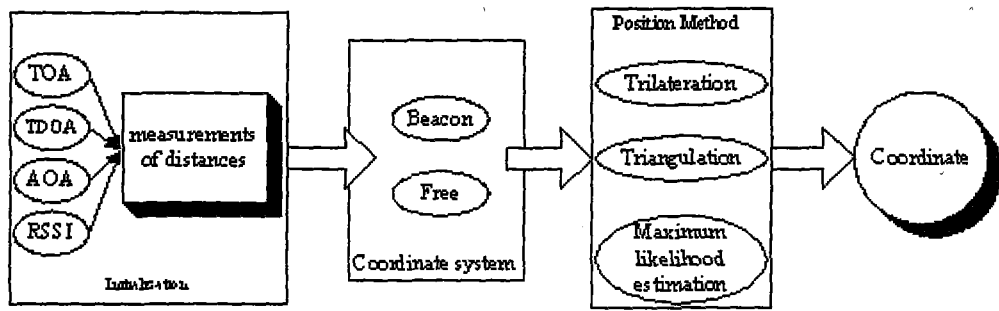 TOA
TDOA
AOA
RSSI
measurements
of distances
Beacon
Free
Coordinate system
Position Method
Trilateration
Triangulation
Maximum
likelihood
estimation
Coordinate